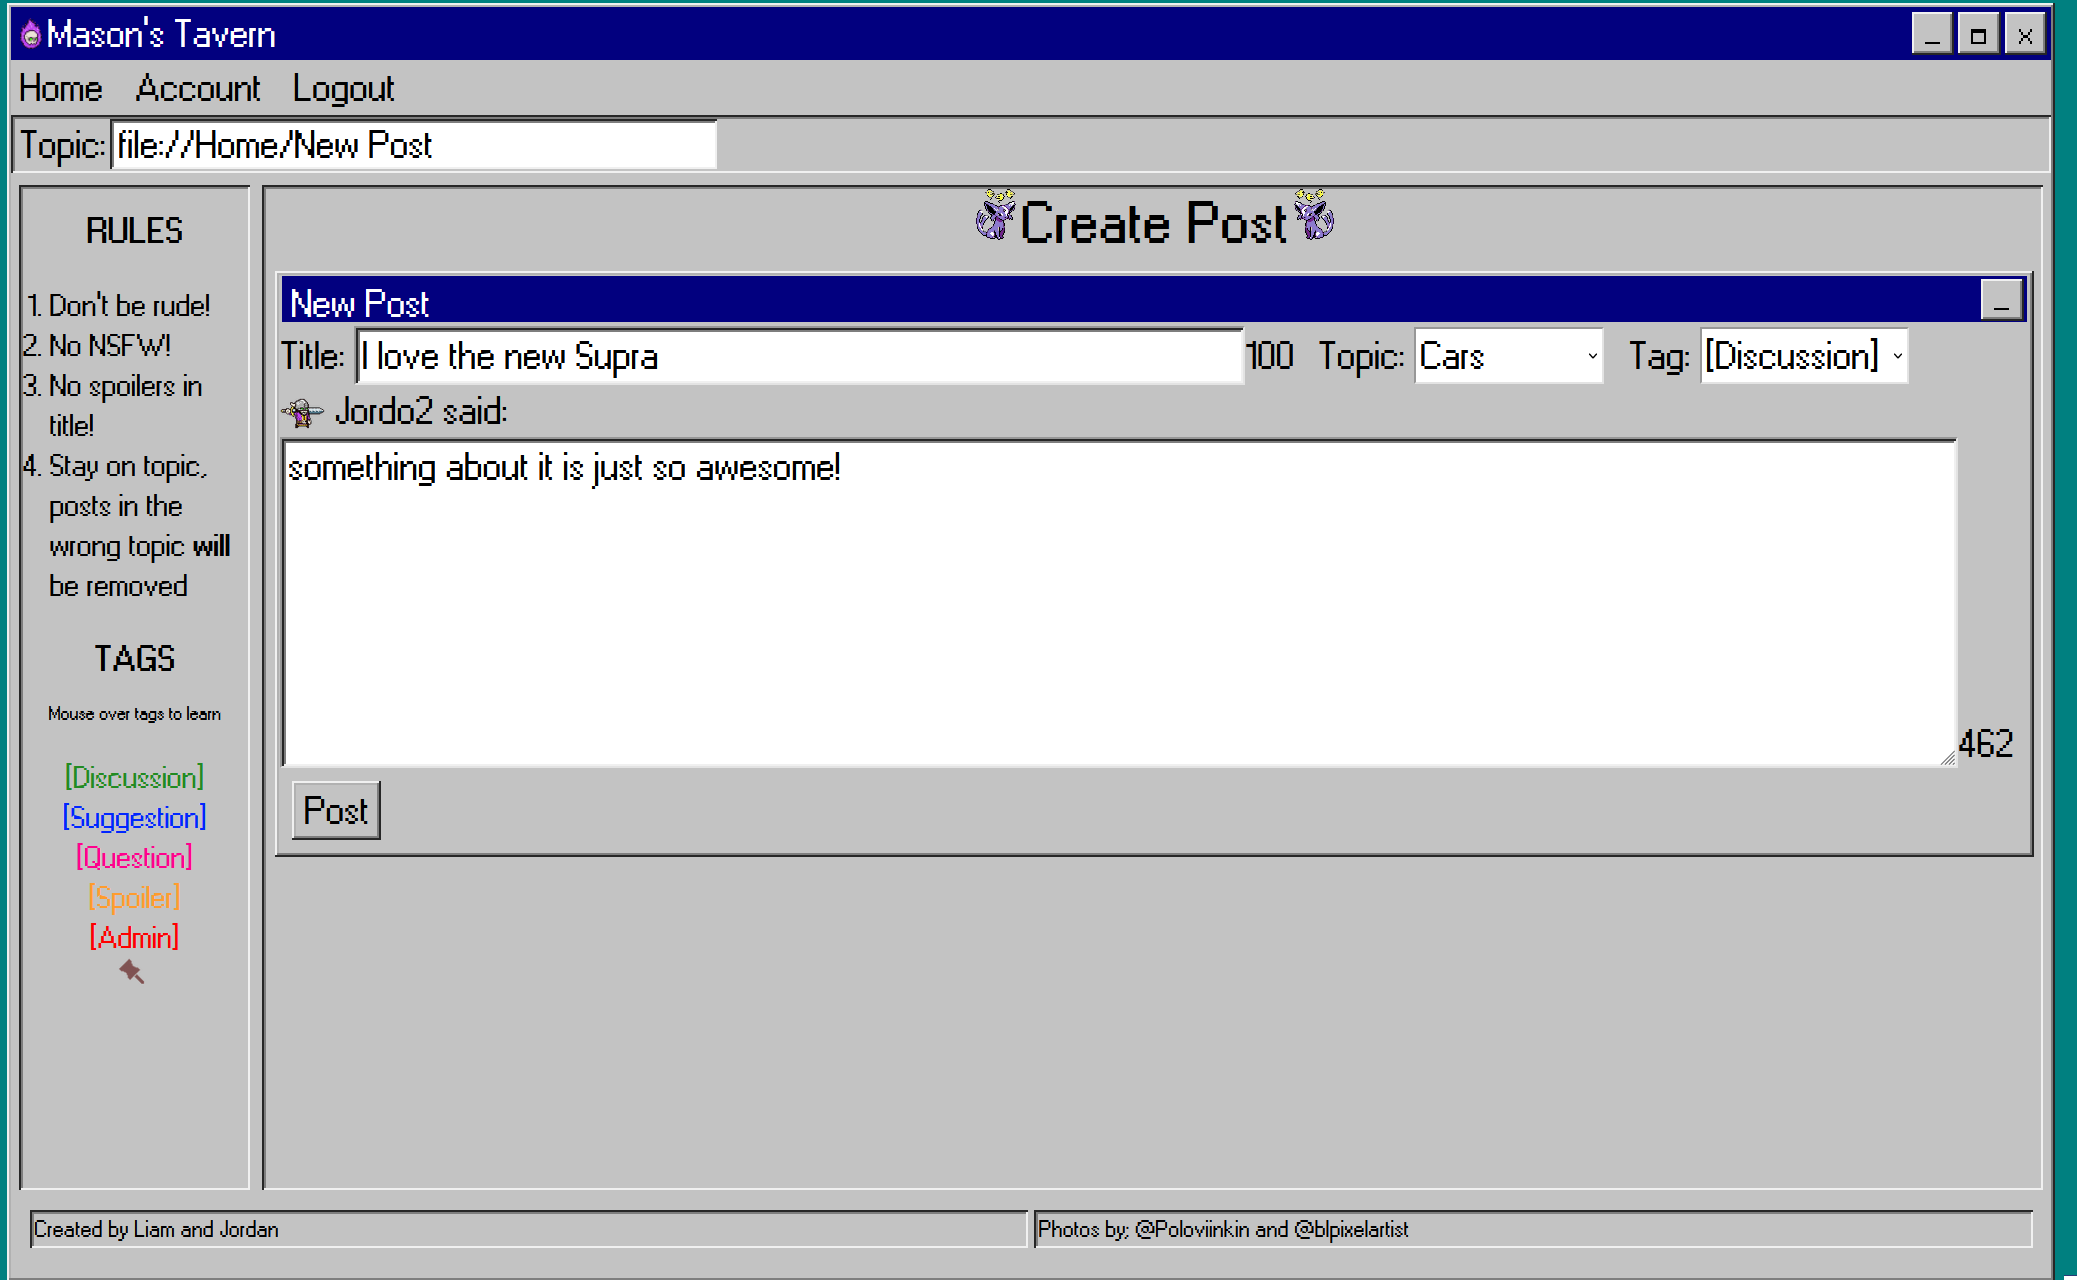 Mason's Tavern
Home Account Logout
Topic: file://Home/New Post
RULES
1. Don't be rude!
2. No NSFW!
3. No spoilers in
title!
4. Stay on topic,
posts in the
wrong topic will
be removed
TAGS
Mouse over tags to learn
[Discussion]
[Suggestion]
[Question]
[Spoiler]
[Admin]
Create Post
New Post
Title: I love the new Supra 100 Topic: Cars Tag: [Discussion]
Jordo2 said:
something about it is just so awesome!
462
Post
Created by Liam and Jordan
Photos by; @Poloviinkin and @blpixelartist